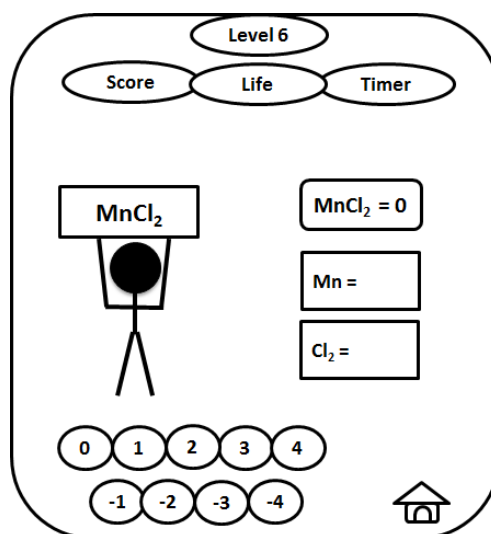 Level 6
Score Life Timer
MnCl₂
MnCl₂ = 0
Mn =
Cl₂ =
0 1 2 3 4
-1 -2 -3 -4